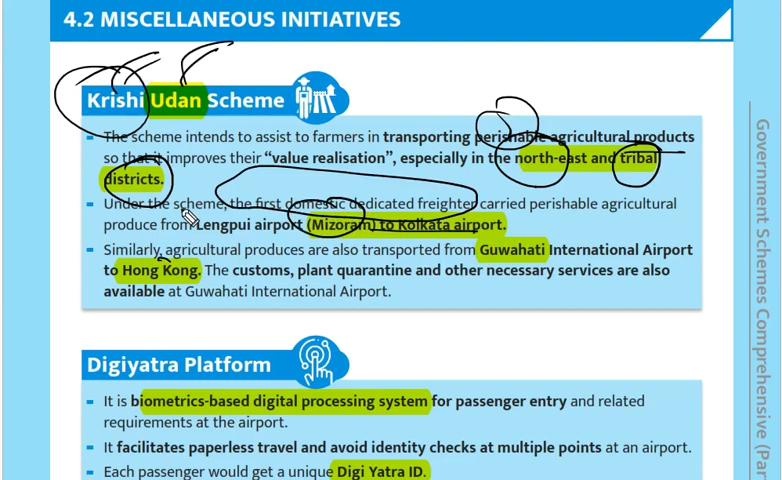 4.2 MISCELLANEOUS INITIATIVES
Krishi Udan Scheme
The scheme intends to assist to farmers in transporting perishable agricultural products
so that it improves their “value realisation”, especially in the north-east and tribal
districts.
Under the scheme, the first domestic dedicated freighter carried perishable agricultural
produce from Lengpui airport (Mizoram) to Kolkata airport.
Similarly, agricultural produces are also transported from Guwahati International Airport
to Hong Kong. The customs, plant quarantine and other necessary services are also
available at Guwahati International Airport.
Digiyatra Platform
It is biometrics-based digital processing system for passenger entry and related
requirements at the airport.
It facilitates paperless travel and avoid identity checks at multiple points at an airport.
Each passenger would get a unique Digi Yatra ID.
Government Schemes Comprehensive (Par